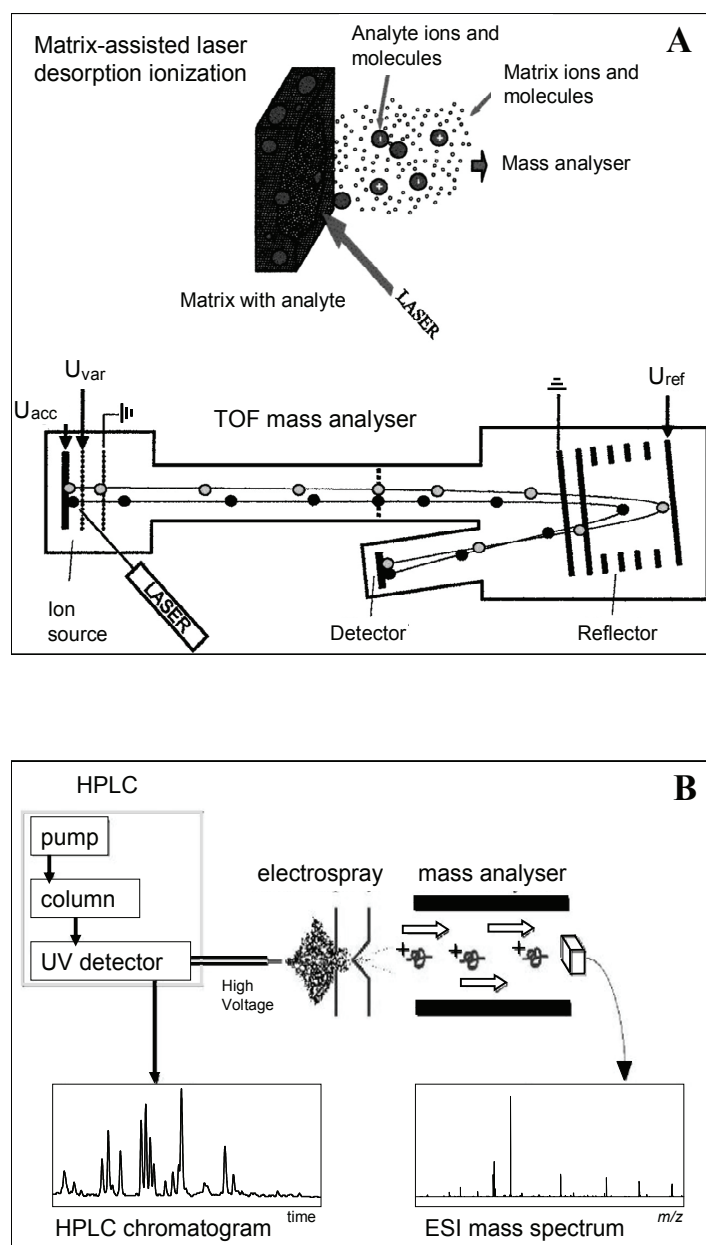 A
Matrix-assisted laser
desorption ionization
Analyte ions and
molecules
Matrix ions and
molecules
Mass analyser
Matrix with analyte
LASER
Uvar
Uacc
TOF mass analyser
Uref
LASER
Ion
source
Detector
Reflector
B
HPLC
pump
column
UV detector
electrospray
mass analyser
High
Voltage
+
+
+
HPLC chromatogram
time
ESI mass spectrum
m/z